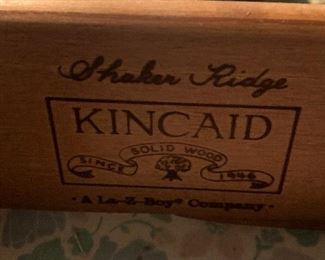 Shaker Ridge
KINCAID
SOLID WOOD
SINCE 1946
· A La-Z-Boy® Company ·